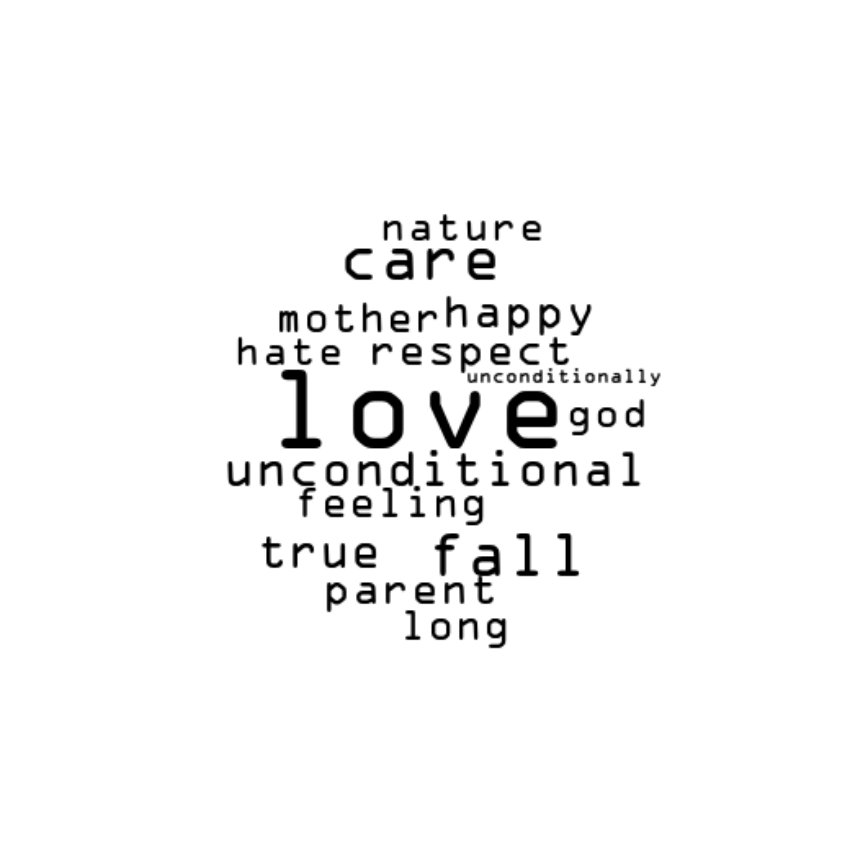 nature
care
mother happy
hate respect
unconditionally
love god
unconditional
feeling
true fall
parent
long